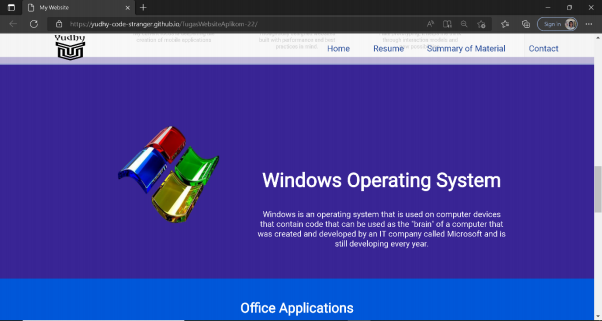 My Website
https://yudhy-code-stranger.github.io/TugasWebsiteAplikom-22/
Sign in
Yudhy
Home Resume Summary of Material Contact
Windows Operating System
Windows is an operating system that is used on computer devices
that contain code that can be used as the "brain" of a computer that
was created and developed by an IT company called Microsoft and is
still developing every year.
Office Applications